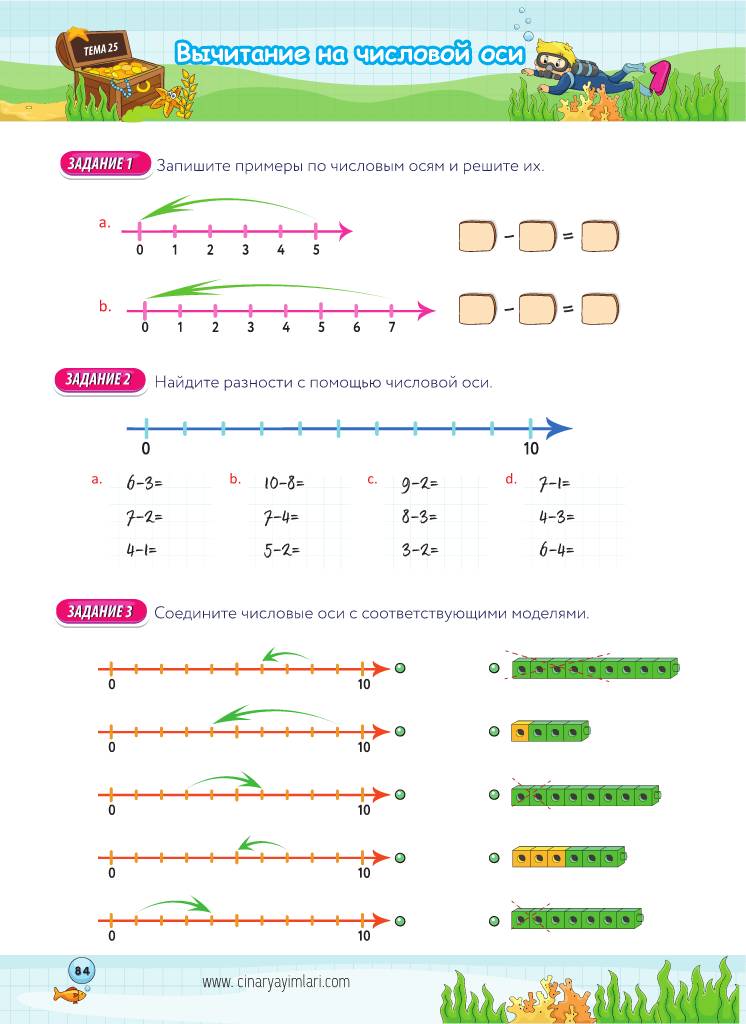 ТЕМА 25
Вычитание на числовой оси
1
ЗАДАНИЕ 1 Запишите примеры по числовым осям и решите их.
a.
0 1 2 3 4 5
- =
b.
0 1 2 3 4 5 6 7
- =
ЗАДАНИЕ 2 Найдите разности с помощью числовой оси.
0 10
a. 6-3= b. 10-8= c. 9-2= d. 7-1=
7-2= 7-4= 8-3= 4-3=
4-1= 5-2= 3-2= 6-4=
ЗАДАНИЕ 3 Соедините числовые оси с соответствующими моделями.
0 10
0 10
0 10
0 10
0 10
84
www. cinaryayimlari.com